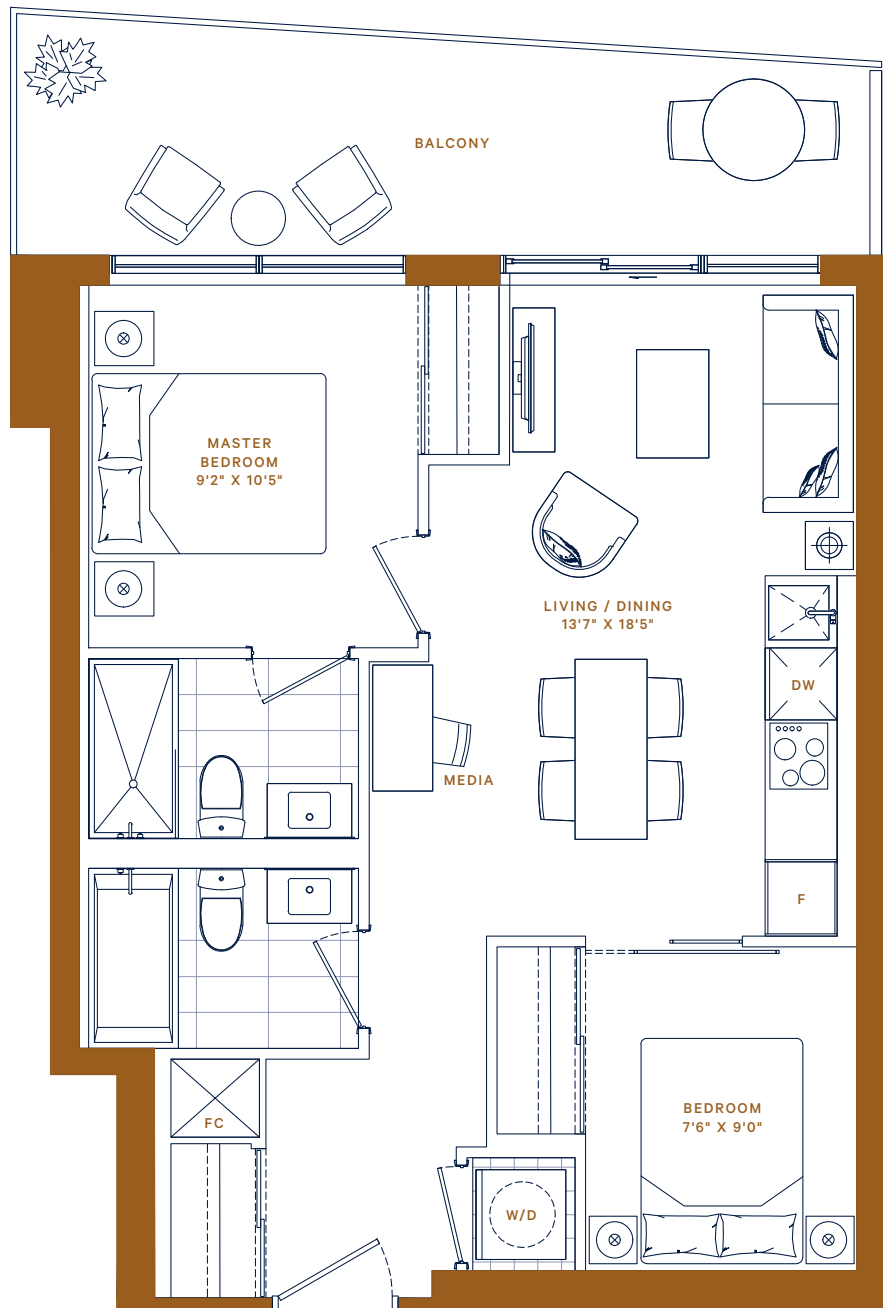 BALCONY
MASTER
BEDROOM
9'2" X 10'5"
LIVING / DINING
13'7" X 18'5"
DW
MEDIA
F
BEDROOM
7'6" X 9'0"
FC
W/D